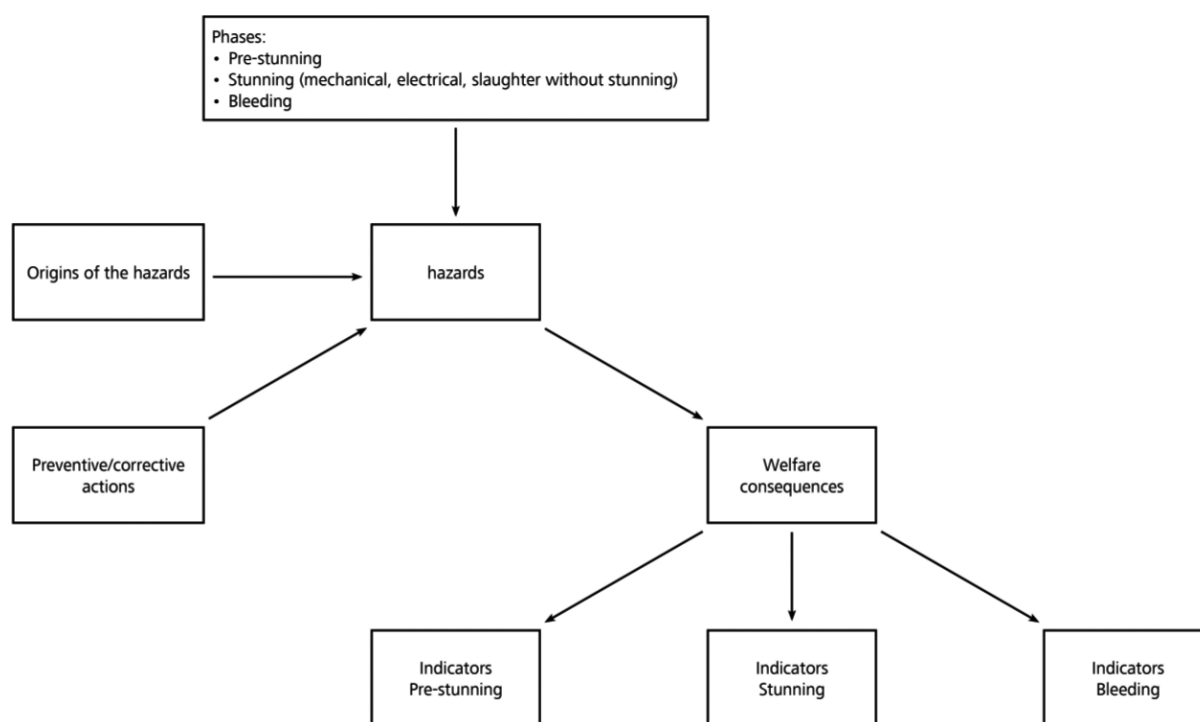 Phases:
• Pre-stunning
• Stunning (mechanical, electrical, slaughter without stunning)
• Bleeding
Origins of the hazards
hazards
Preventive/corrective
actions
Welfare
consequences
Indicators
Pre-stunning
Indicators
Stunning
Indicators
Bleeding